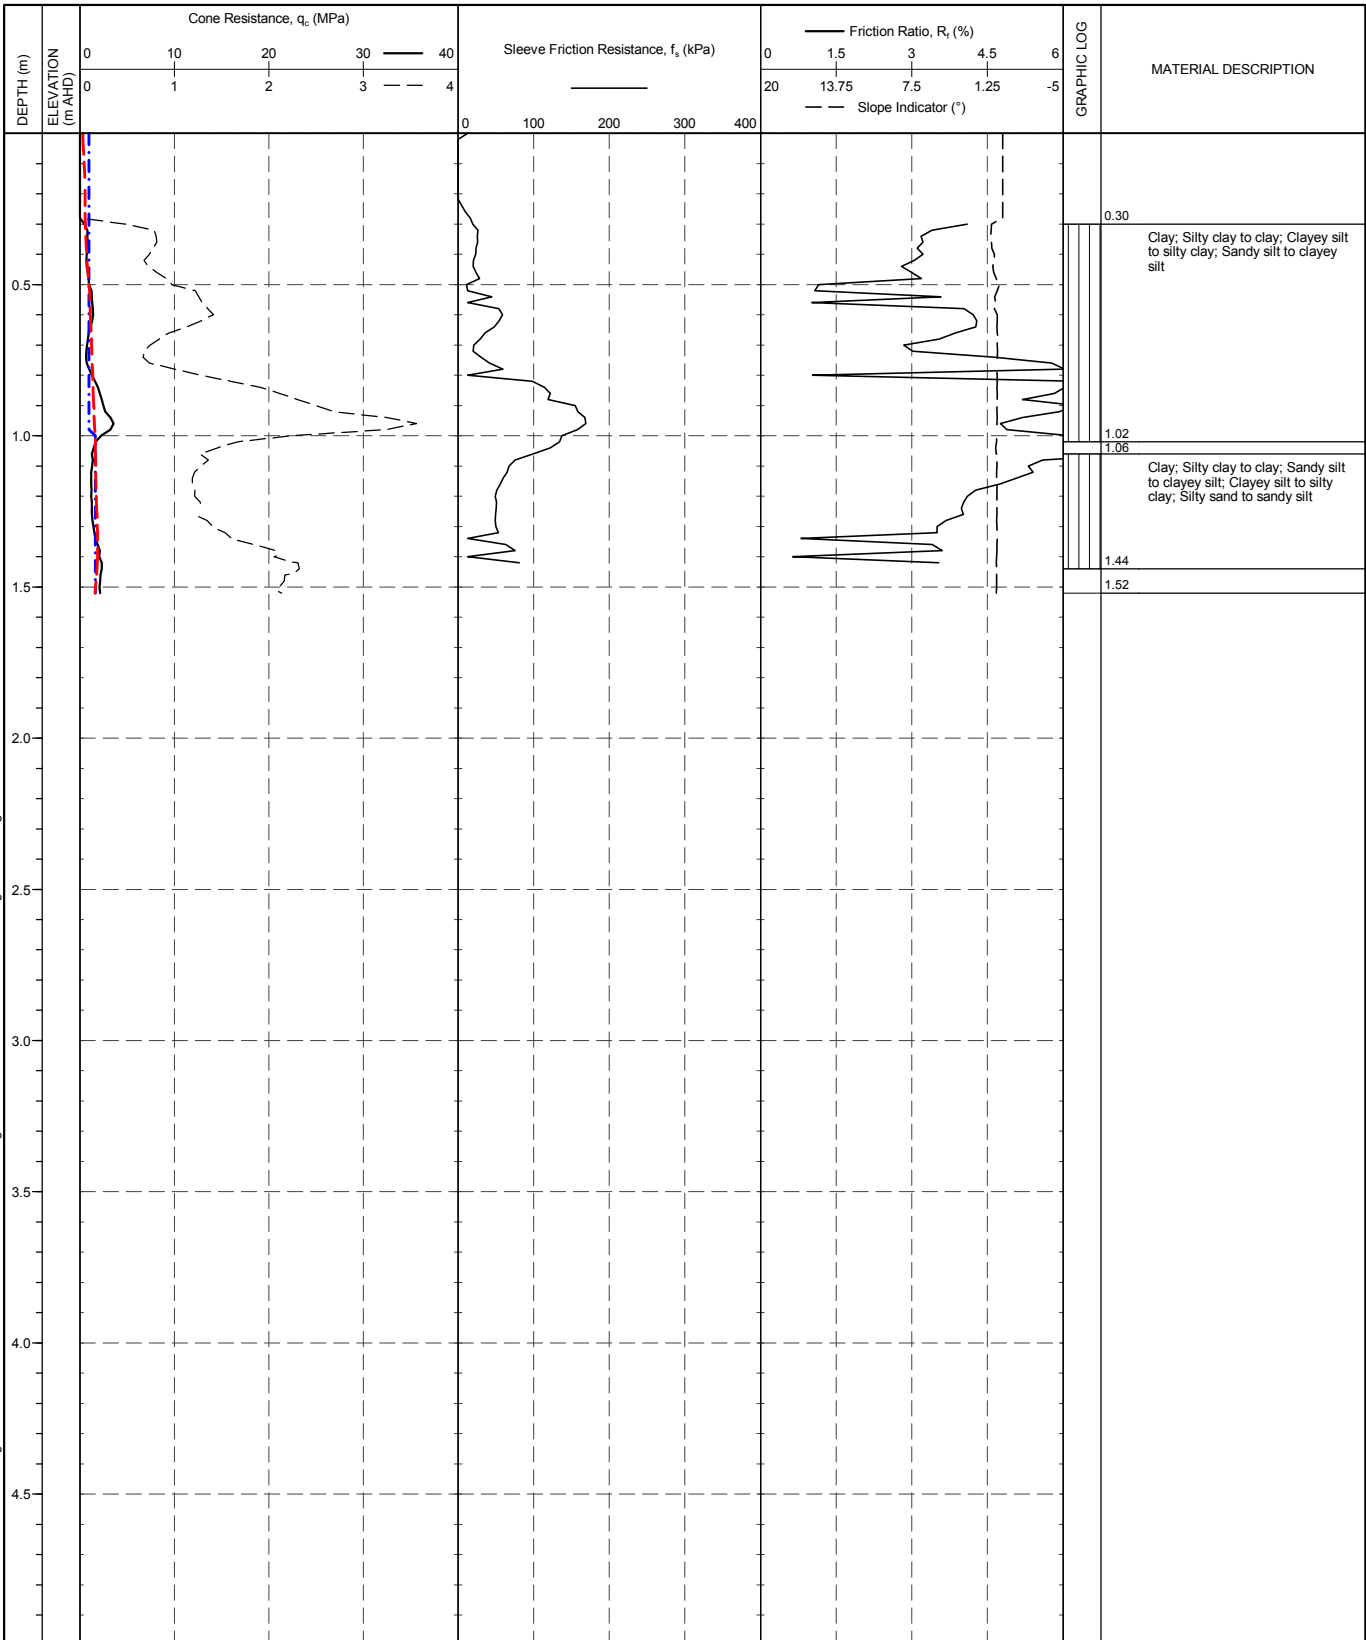 Cone Resistance, qc (MPa)
0 10 20 30 40
0 1 2 3 4
DEPTH (m)
ELEVATION
(m AHD)
Sleeve Friction Resistance, fs (kPa)
0 100 200 300 400
Friction Ratio, Rf (%)
0 1.5 3 4.5 6
20 13.75 7.5 1.25 -5
Slope Indicator (°)
GRAPHIC LOG
MATERIAL DESCRIPTION
0.30
Clay; Silty clay to clay; Clayey silt
to silty clay; Sandy silt to clayey
silt
0.5
1.02
1.0
1.06
Clay; Silty clay to clay; Sandy silt
to clayey silt; Clayey silt to silty
clay; Silty sand to sandy silt
1.44
1.52
1.5
2.0
2.5
3.0
3.5
4.0
4.5